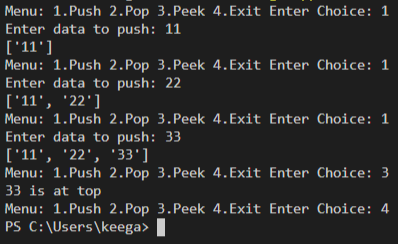 Menu: 1.Push 2.Pop 3.Peek 4.Exit Enter Choice: 1
Enter data to push: 11
['11']
Menu: 1.Push 2.Pop 3.Peek 4.Exit Enter Choice: 1
Enter data to push: 22
['11', '22']
Menu: 1.Push 2.Pop 3.Peek 4.Exit Enter Choice: 1
Enter data to push: 33
['11', '22', '33']
Menu: 1.Push 2.Pop 3.Peek 4.Exit Enter Choice: 3
33 is at top
Menu: 1.Push 2.Pop 3.Peek 4.Exit Enter Choice: 4
PS C:\Users\keega>